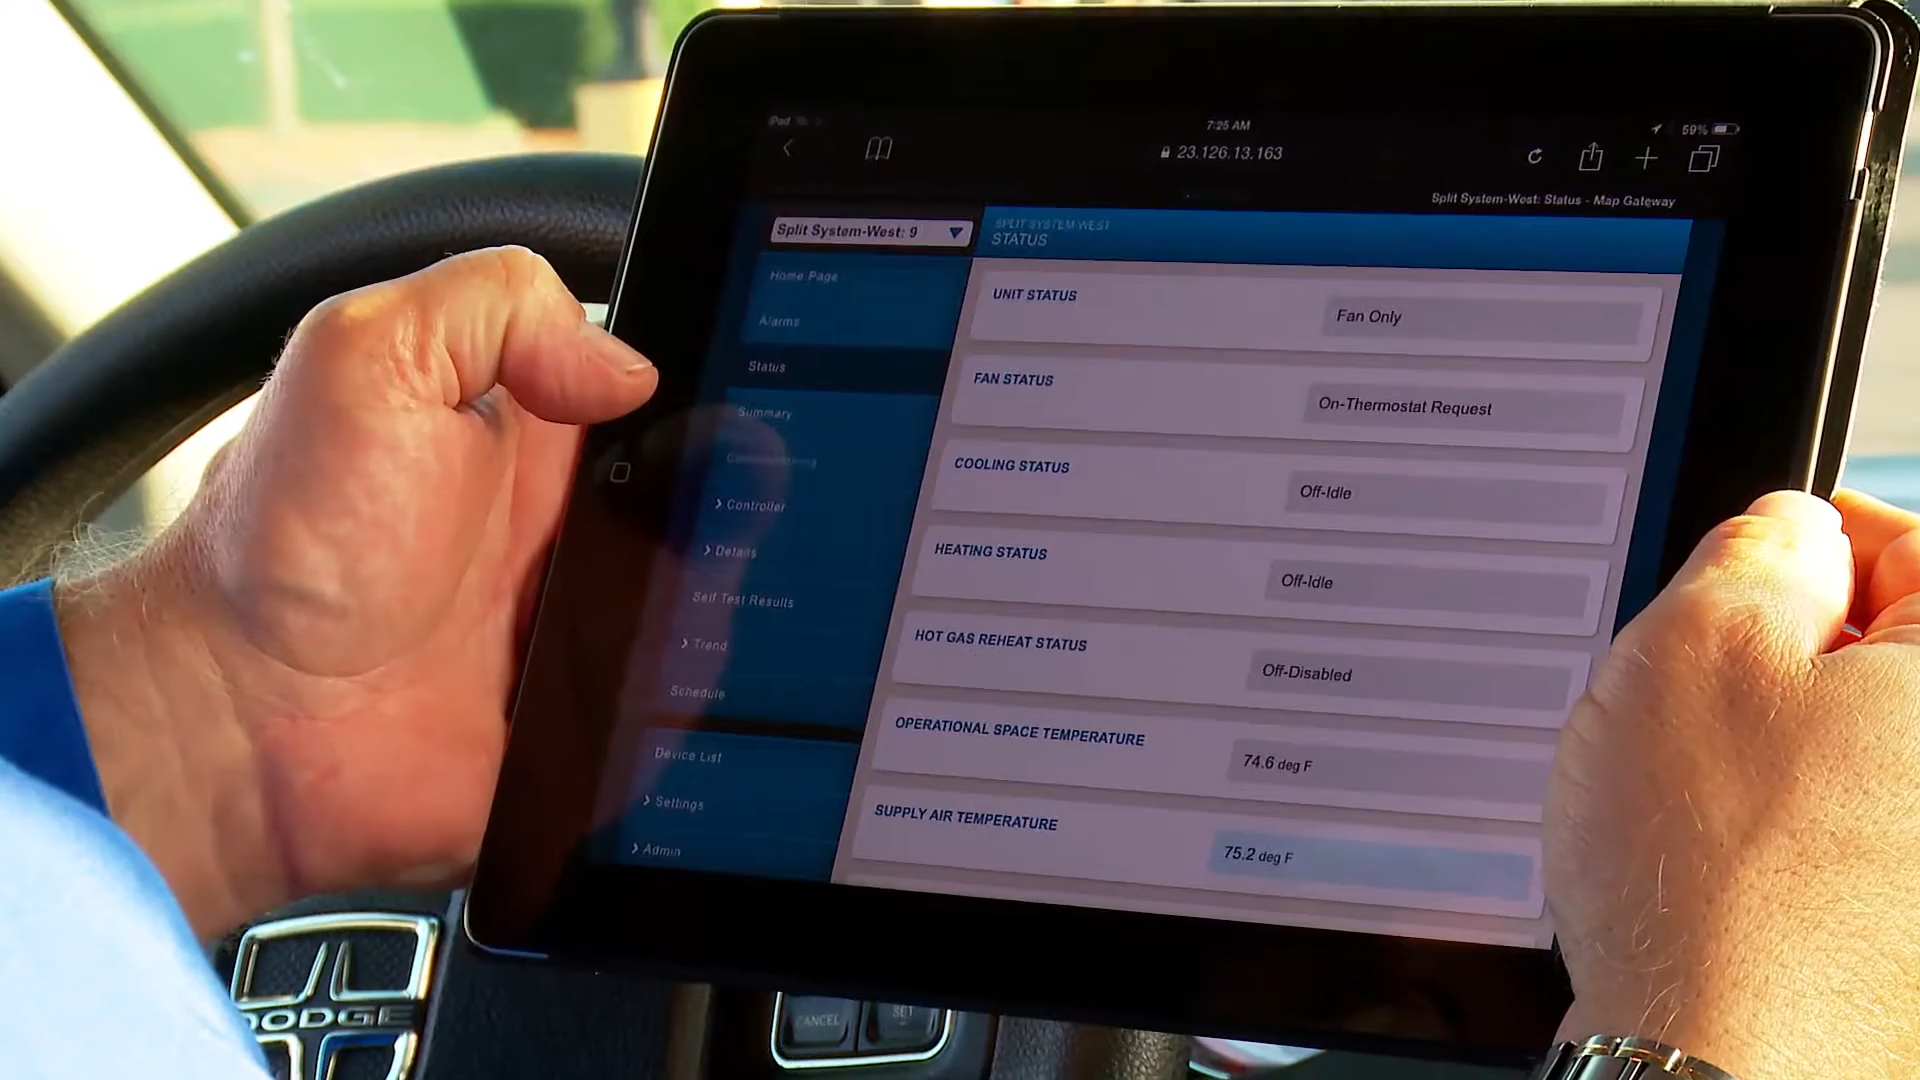 iPad
7:25 AM
59%
23.126.13.163
Split System-West: Status - Map Gateway
Split System-West: 9
SPLIT SYSTEM-WEST
STATUS
Home Page
Alarms
Status
Summary
Commissioning
Controller
Details
Self Test Results
Trend
Schedule
Device List
Settings
Admin
UNIT STATUS
Fan Only
FAN STATUS
On-Thermostat Request
COOLING STATUS
Off-Idle
HEATING STATUS
Off-Idle
HOT GAS REHEAT STATUS
Off-Disabled
OPERATIONAL SPACE TEMPERATURE
74.6 deg F
SUPPLY AIR TEMPERATURE
75.2 deg F
DODGE
CANCEL
SET